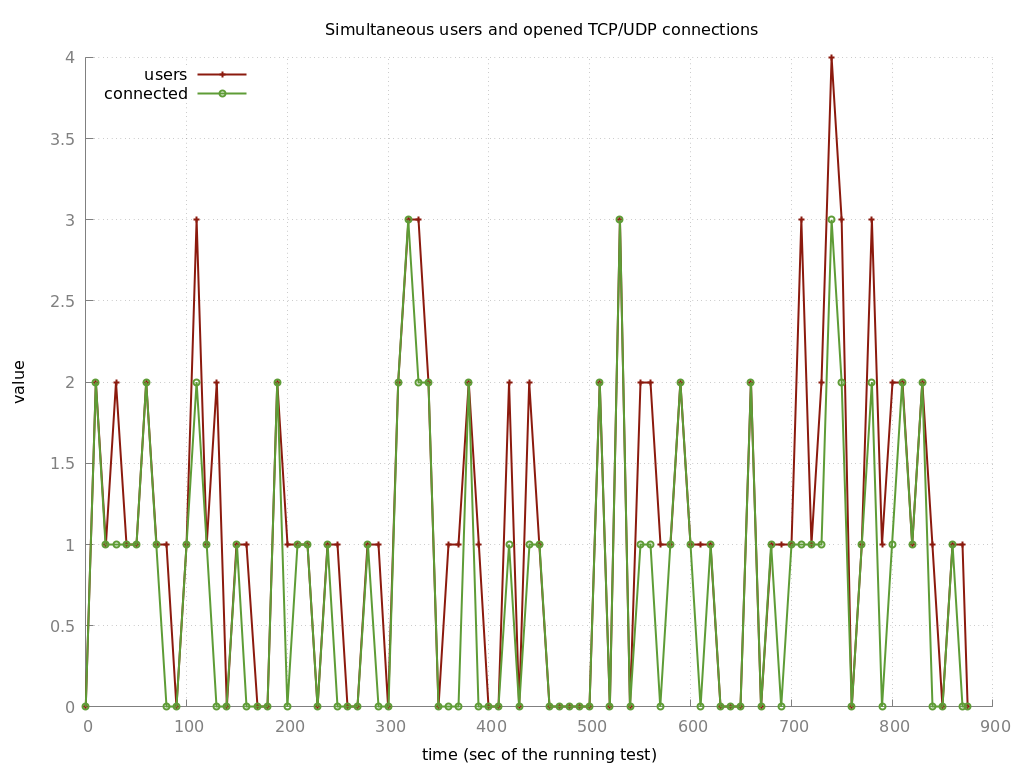 Simultaneous users and opened TCP/UDP connections
users
connected
value
4
3.5
3
2.5
2
1.5
1
0.5
0
0 100 200 300 400 500 600 700 800 900
time (sec of the running test)